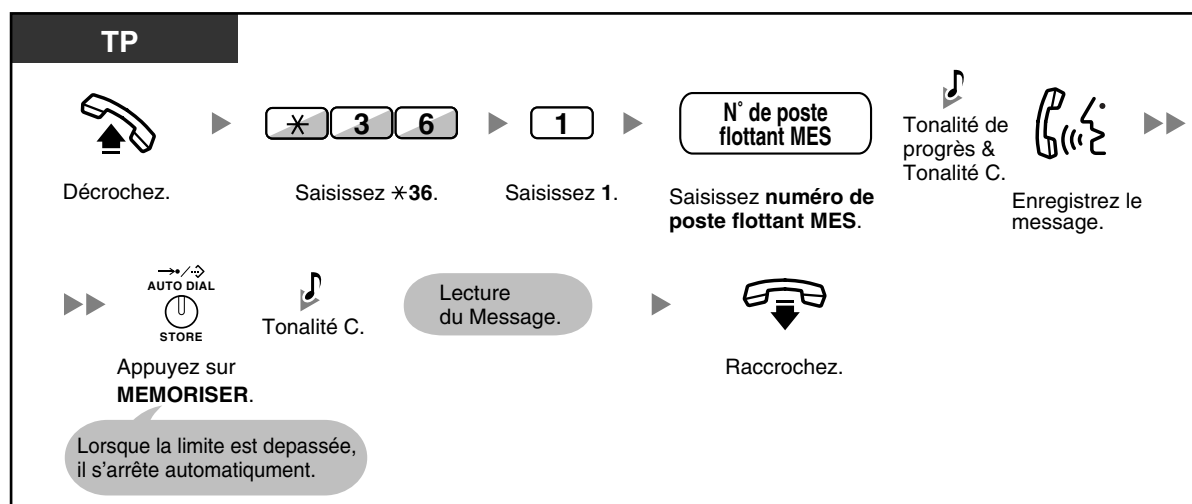 TP
✳ 3 6
1
N° de poste
flottant MES
Tonalité de
progrès &
Tonalité C.
Décrochez.
Saisissez ✳36.
Saisissez 1.
Saisissez numéro de
poste flottant MES.
Enregistrez le
message.
AUTO DIAL
STORE
Tonalité C.
Lecture
du Message.
Appuyez sur
MEMORISER.
Raccrochez.
Lorsque la limite est depassée,
il s'arrête automatiqument.